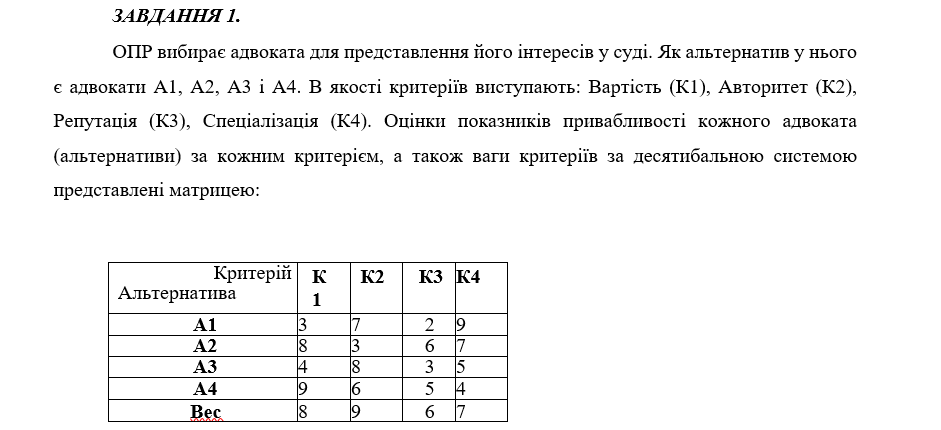 ЗАВДАННЯ 1.
ОПР вибирає адвоката для представлення його інтересів у суді. Як альтернатив у нього
є адвокати А1, А2, А3 і А4. В якості критеріїв виступають: Вартість (К1), Авторитет (К2),
Репутація (К3), Спеціалізація (К4). Оцінки показників привабливості кожного адвоката
(альтернативи) за кожним критерієм, а також ваги критеріїв за десятибальною системою
представлені матрицею:
Критерій
Альтернатива
К
1
К2
К3
К4
А1 3 7 2 9
А2 8 3 6 7
А3 4 8 3 5
А4 9 6 5 4
Вес 8 9 6 7